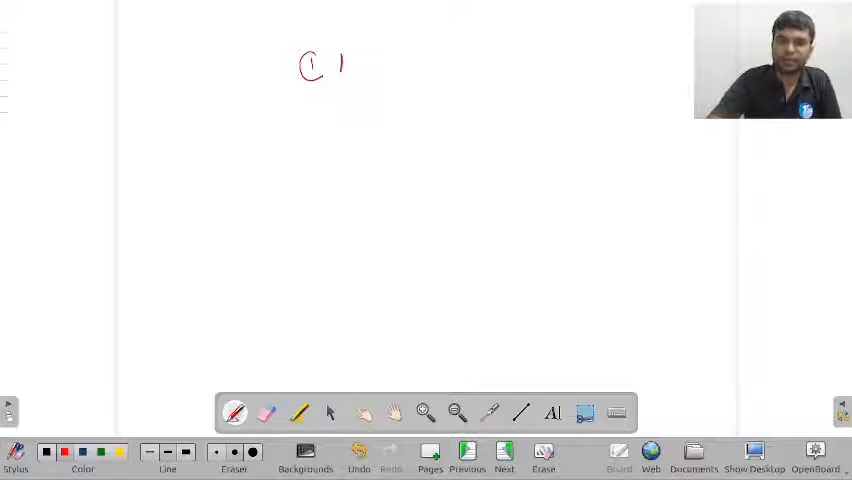 ① 1
Stylus Color Line Eraser Backgrounds Undo Redo Pages Previous Next Erase Board Web Documents Show Desktop OpenBoard